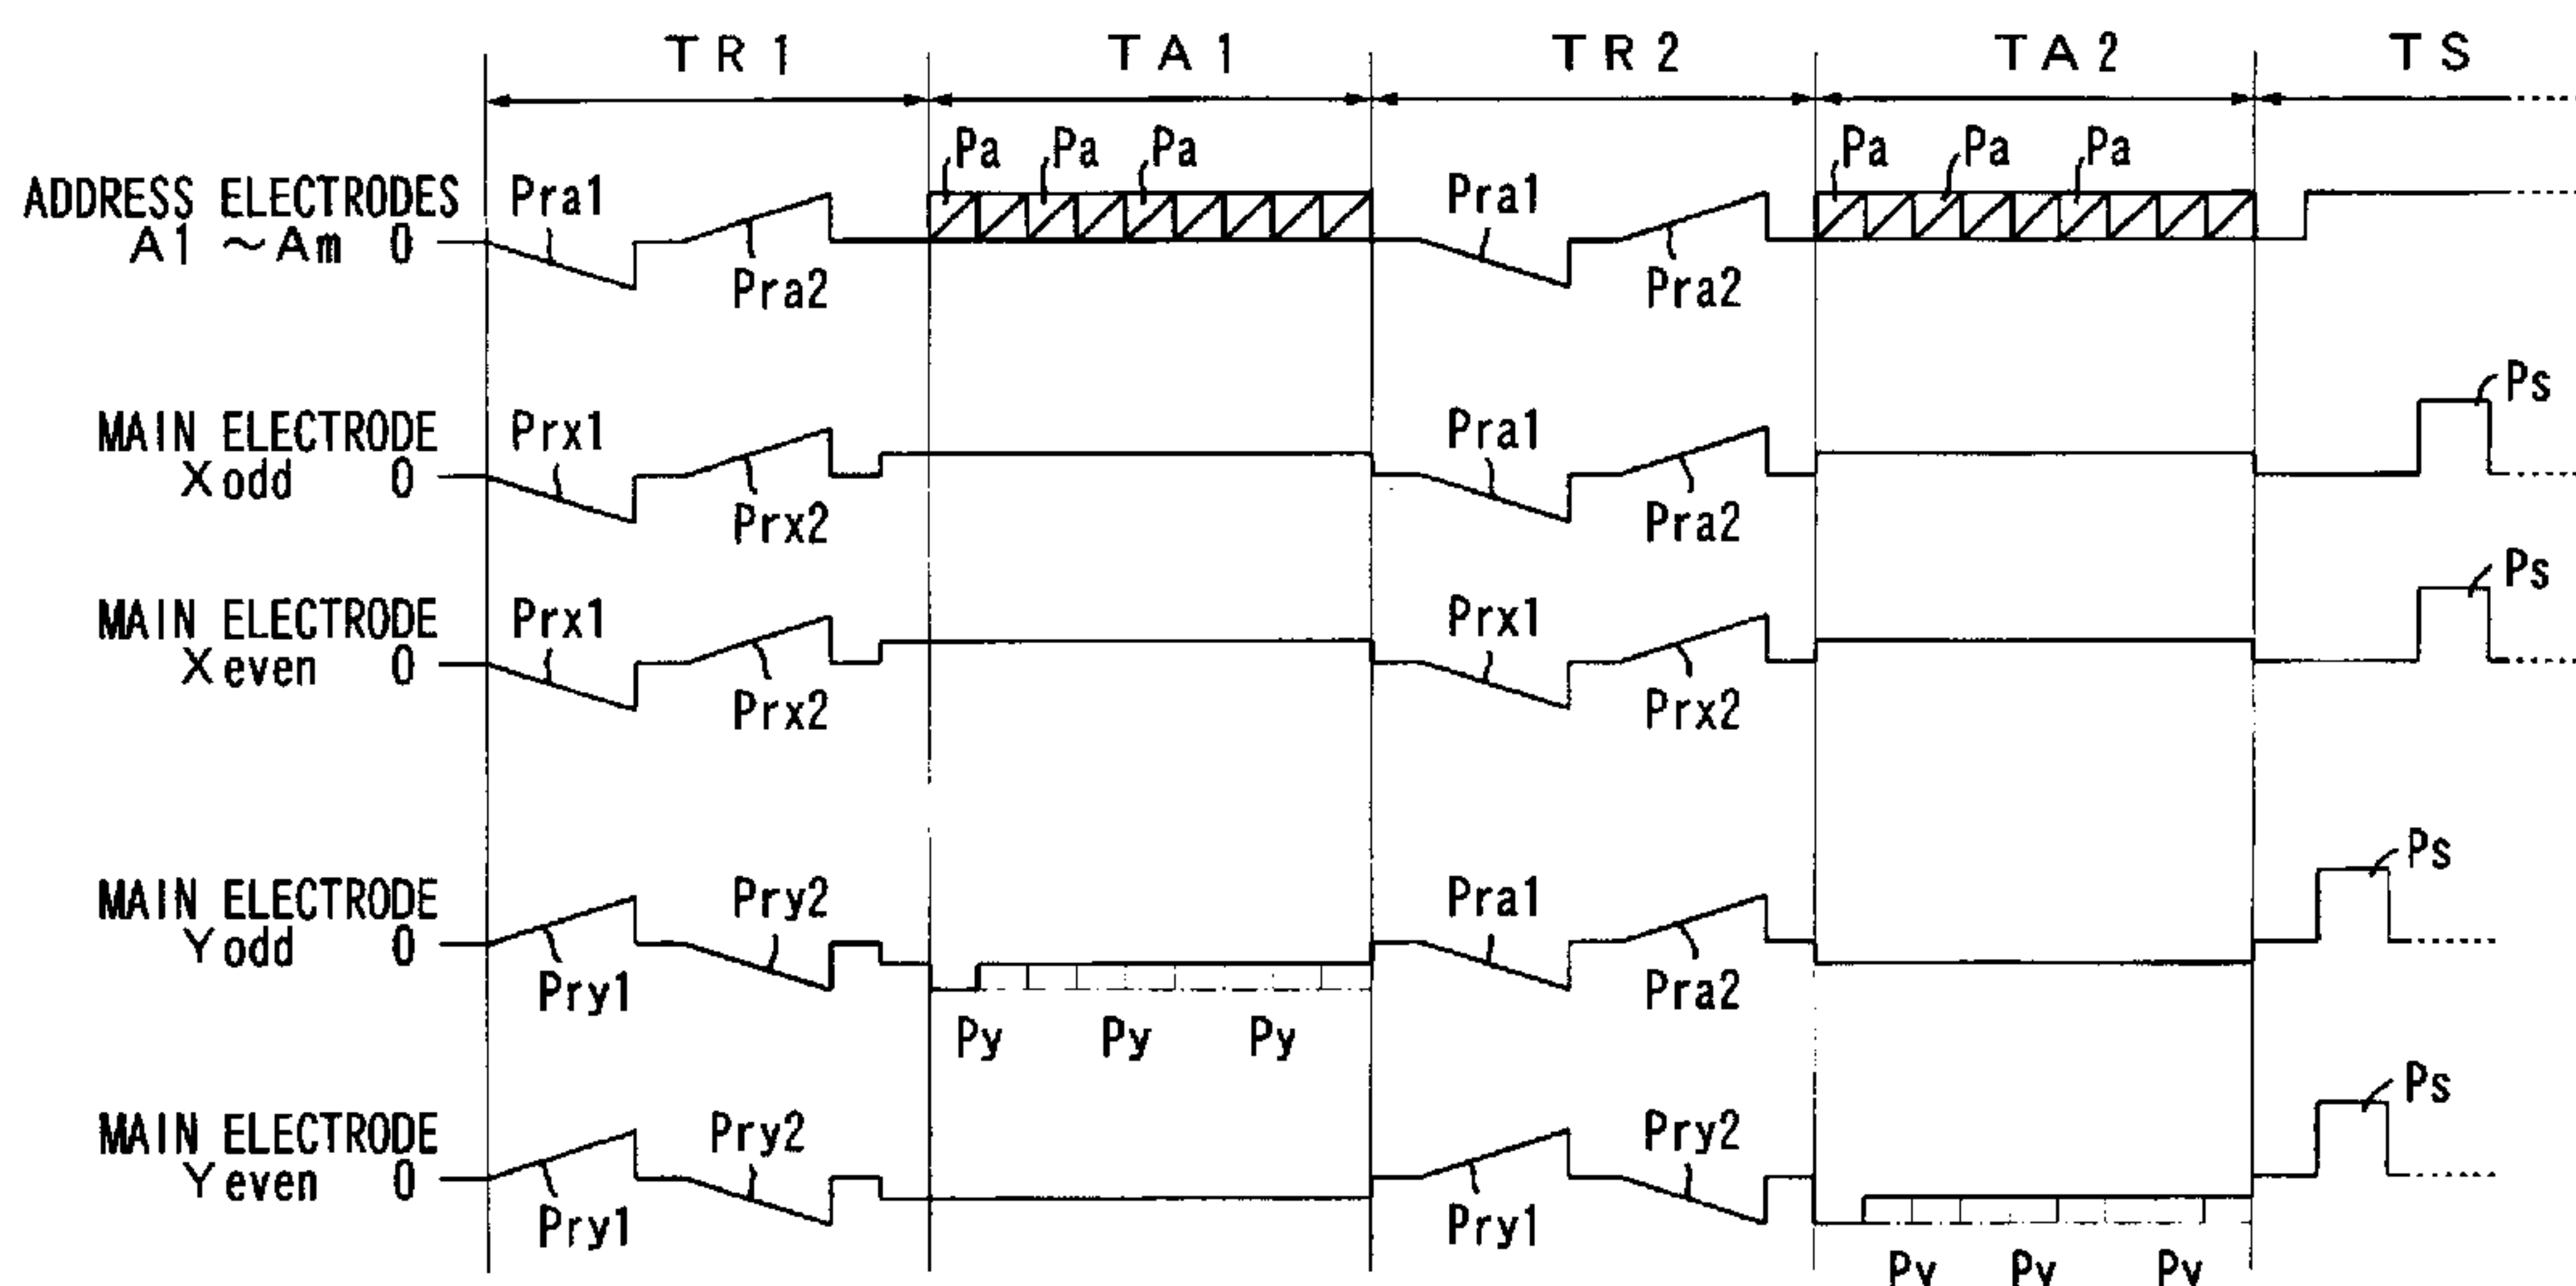 TR1 TA1 TR2 TA2 TS
Pa Pa Pa Pa Pa Pa
ADDRESS ELECTRODES Pra1 Pra1
A1 ~Am 0
Pra2 Pra2
Ps
MAIN ELECTRODE Prx1 Pra1
Xodd 0
Prx2 Pra2
Ps
MAIN ELECTRODE Prx1 Prx1
Xeven 0
Prx2 Prx2
Ps
MAIN ELECTRODE Pry2 Pra1
Yodd 0
Pry1 Pra2
Py Py Py
Ps
MAIN ELECTRODE Pry2 Pry2
Yeven 0
Pry1 Pry1
Py Py Py